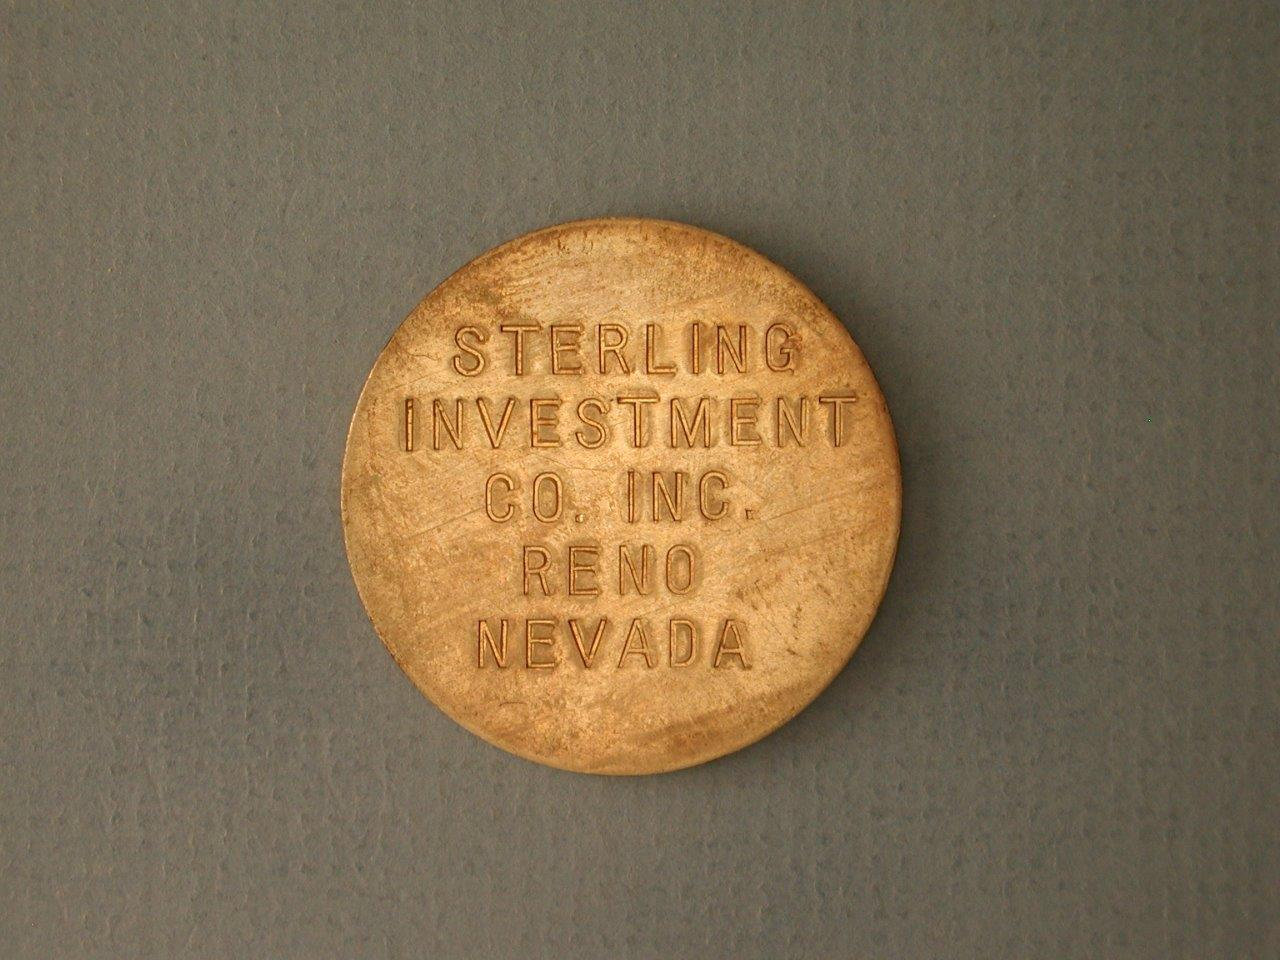 STERLING
INVESTMENT
CO. INC.
RENO
NEVADA